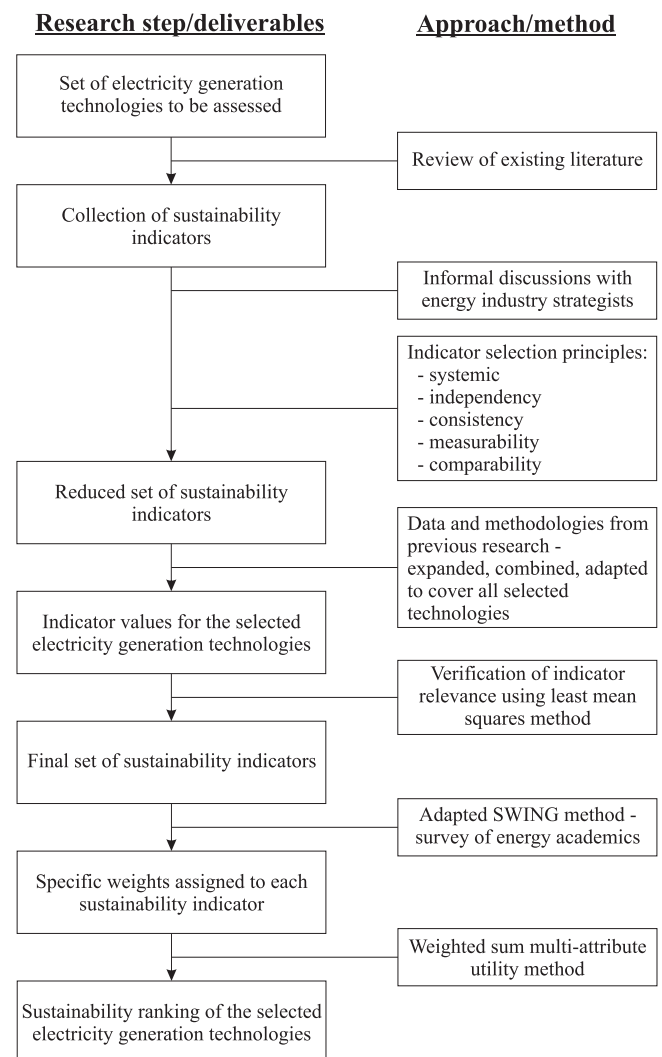 Research step/deliverables
Approach/method
Set of electricity generation
technologies to be assessed
Review of existing literature
Collection of sustainability
indicators
Informal discussions with
energy industry strategists
Indicator selection principles:
- systemic
- independency
- consistency
- measurability
- comparability
Reduced set of sustainability
indicators
Data and methodologies from
previous research -
expanded, combined, adapted
to cover all selected
technologies
Indicator values for the selected
electricity generation technologies
Verification of indicator
relevance using least mean
squares method
Final set of sustainability indicators
Adapted SWING method -
survey of energy academics
Specific weights assigned to each
sustainability indicator
Weighted sum multi-attribute
utility method
Sustainability ranking of the selected
electricity generation technologies